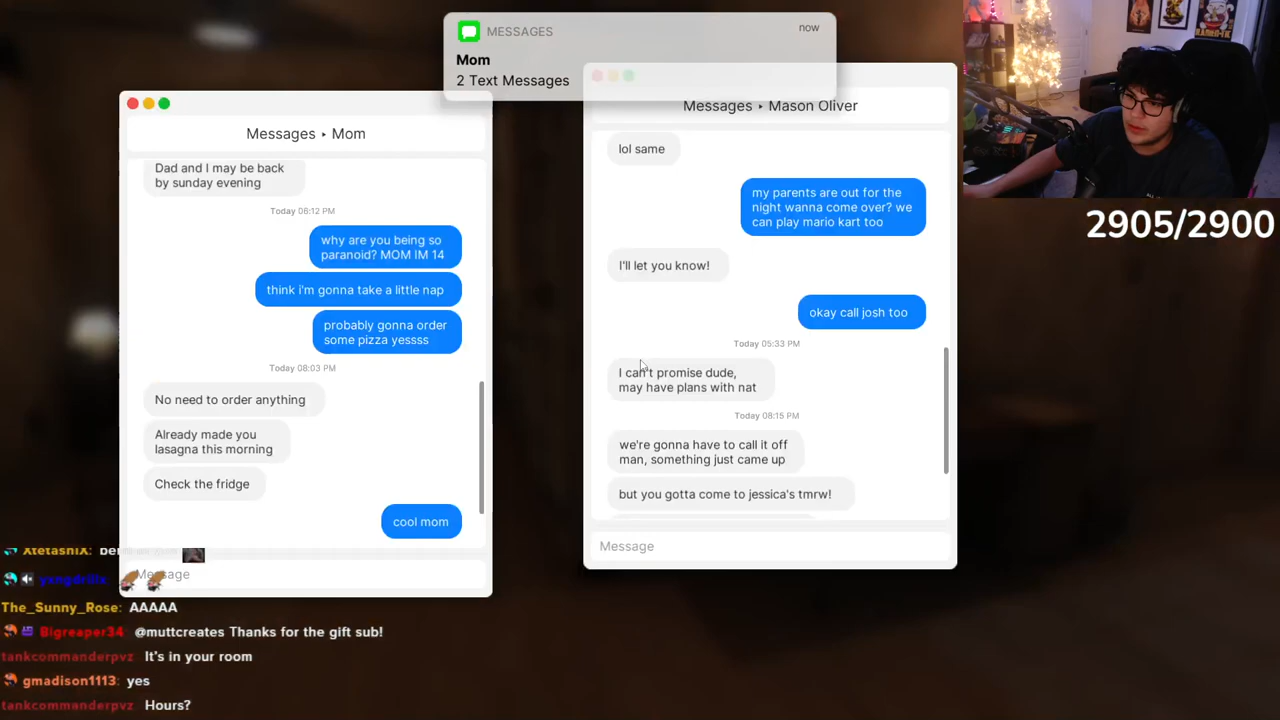 MESSAGES
now
Mom
2 Text Messages
Messages ‣ Mom
Dad and I may be back
by sunday evening
Today 06:12 PM
why are you being so
paranoid? MOM IM 14
think i'm gonna take a little nap
probably gonna order
some pizza yessss
Today 08:03 PM
No need to order anything
Already made you
lasagna this morning
Check the fridge
cool mom
Message
Messages ‣ Mason Oliver
lol same
my parents are out for the
night wanna come over? we
can play mario kart too
I'll let you know!
okay call josh too
Today 05:33 PM
I can't promise dude,
may have plans with nat
Today 08:15 PM
we're gonna have to call it off
man, something just came up
but you gotta come to jessica's tmrw!
Message
2905/2900
XtetashiX:
yxngdrillx
The_Sunny_Rose: AAAAA
Bigreaper34 @muttcreates Thanks for the gift sub!
tankcommanderpvz It's in your room
gmadison1113: yes
tankcommanderpvz Hours?